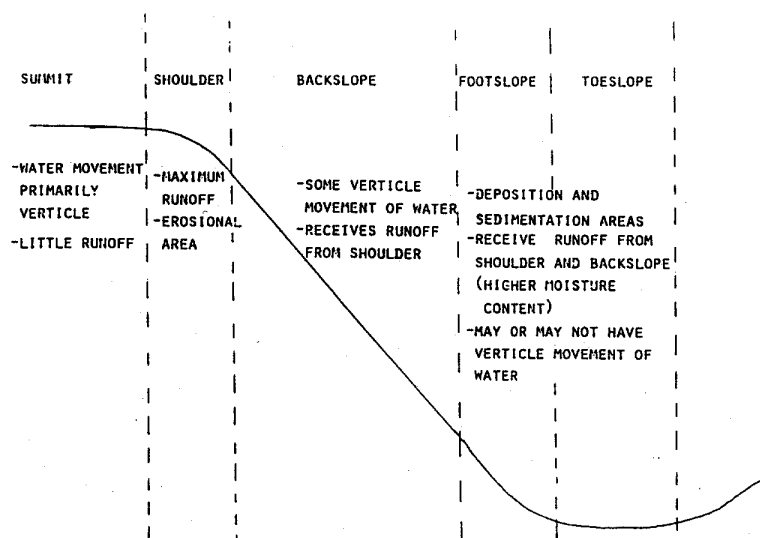 SUMMIT
SHOULDER
BACKSLOPE
FOOTSLOPE
TOESLOPE
-WATER MOVEMENT
PRIMARILY
VERTICLE
-LITTLE RUNOFF
-MAXIMUM
RUNOFF
-EROSIONAL
AREA
-SOME VERTICLE
MOVEMENT OF WATER
-RECEIVES RUNOFF
FROM SHOULDER
-DEPOSITION AND
SEDIMENTATION AREAS
-RECEIVE RUNOFF FROM
SHOULDER AND BACKSLOPE
(HIGHER MOISTURE
CONTENT)
-MAY OR MAY NOT HAVE
VERTICLE MOVEMENT OF
WATER